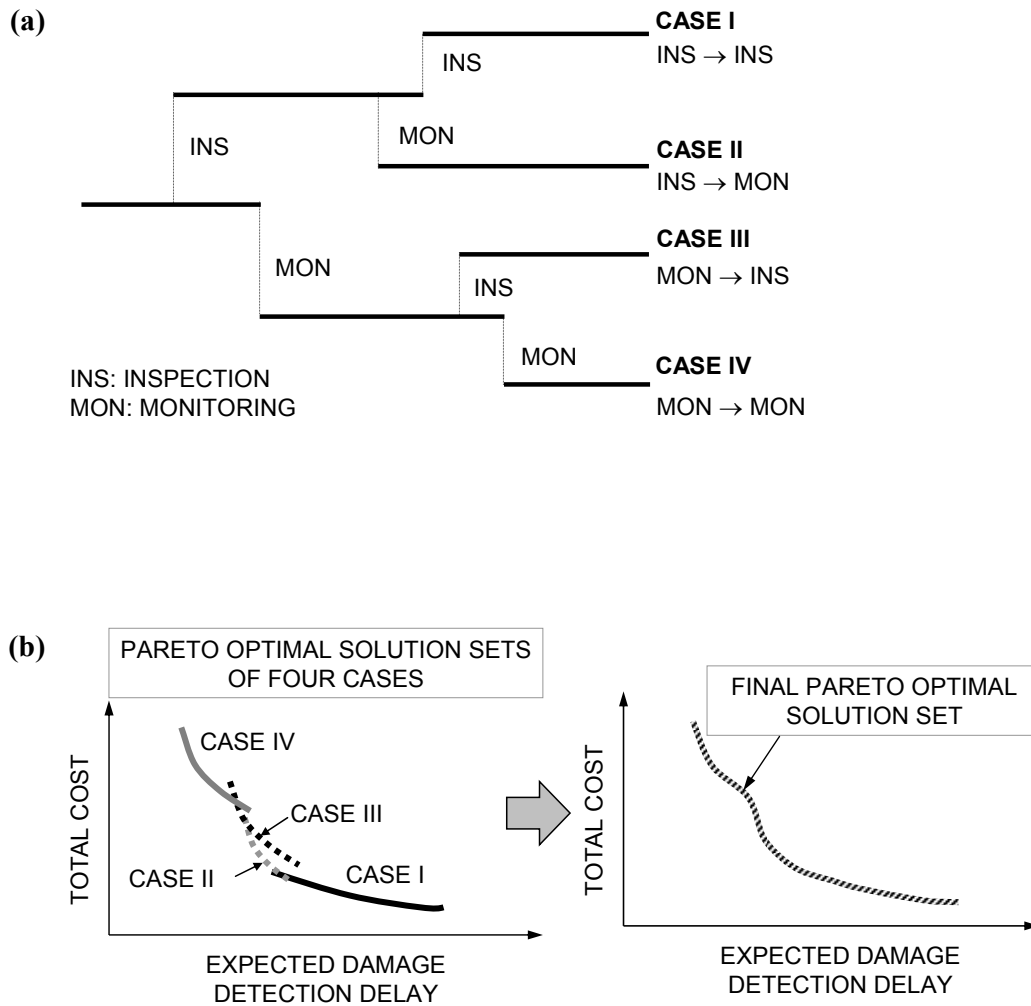 (a)
CASE I
INS → INS
INS
INS
MON
CASE II
INS → MON
CASE III
MON → INS
MON
INS
MON
CASE IV
MON → MON
INS: INSPECTION
MON: MONITORING
(b)
PARETO OPTIMAL SOLUTION SETS
OF FOUR CASES
TOTAL COST
CASE IV
CASE III
CASE II
CASE I
EXPECTED DAMAGE
DETECTION DELAY
FINAL PARETO OPTIMAL
SOLUTION SET
TOTAL COST
EXPECTED DAMAGE
DETECTION DELAY